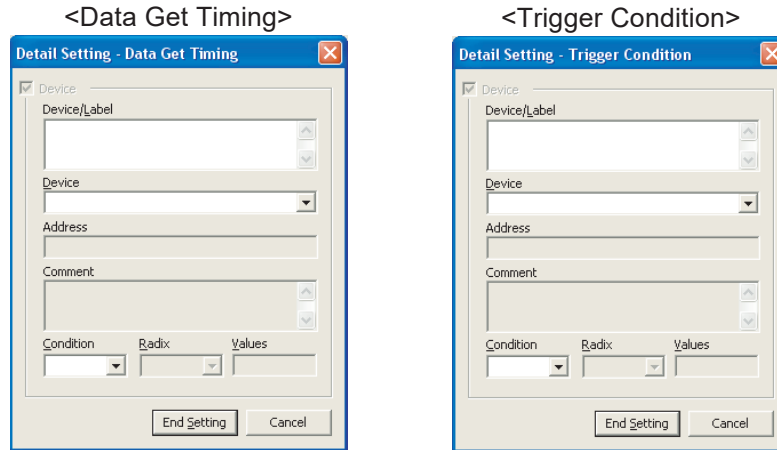 <Data Get Timing>
Detail Setting - Data Get Timing
Device
Device/Label
Device
Address
Comment
Condition Radix Values
End Setting Cancel
<Trigger Condition>
Detail Setting - Trigger Condition
Device
Device/Label
Device
Address
Comment
Condition Radix Values
End Setting Cancel